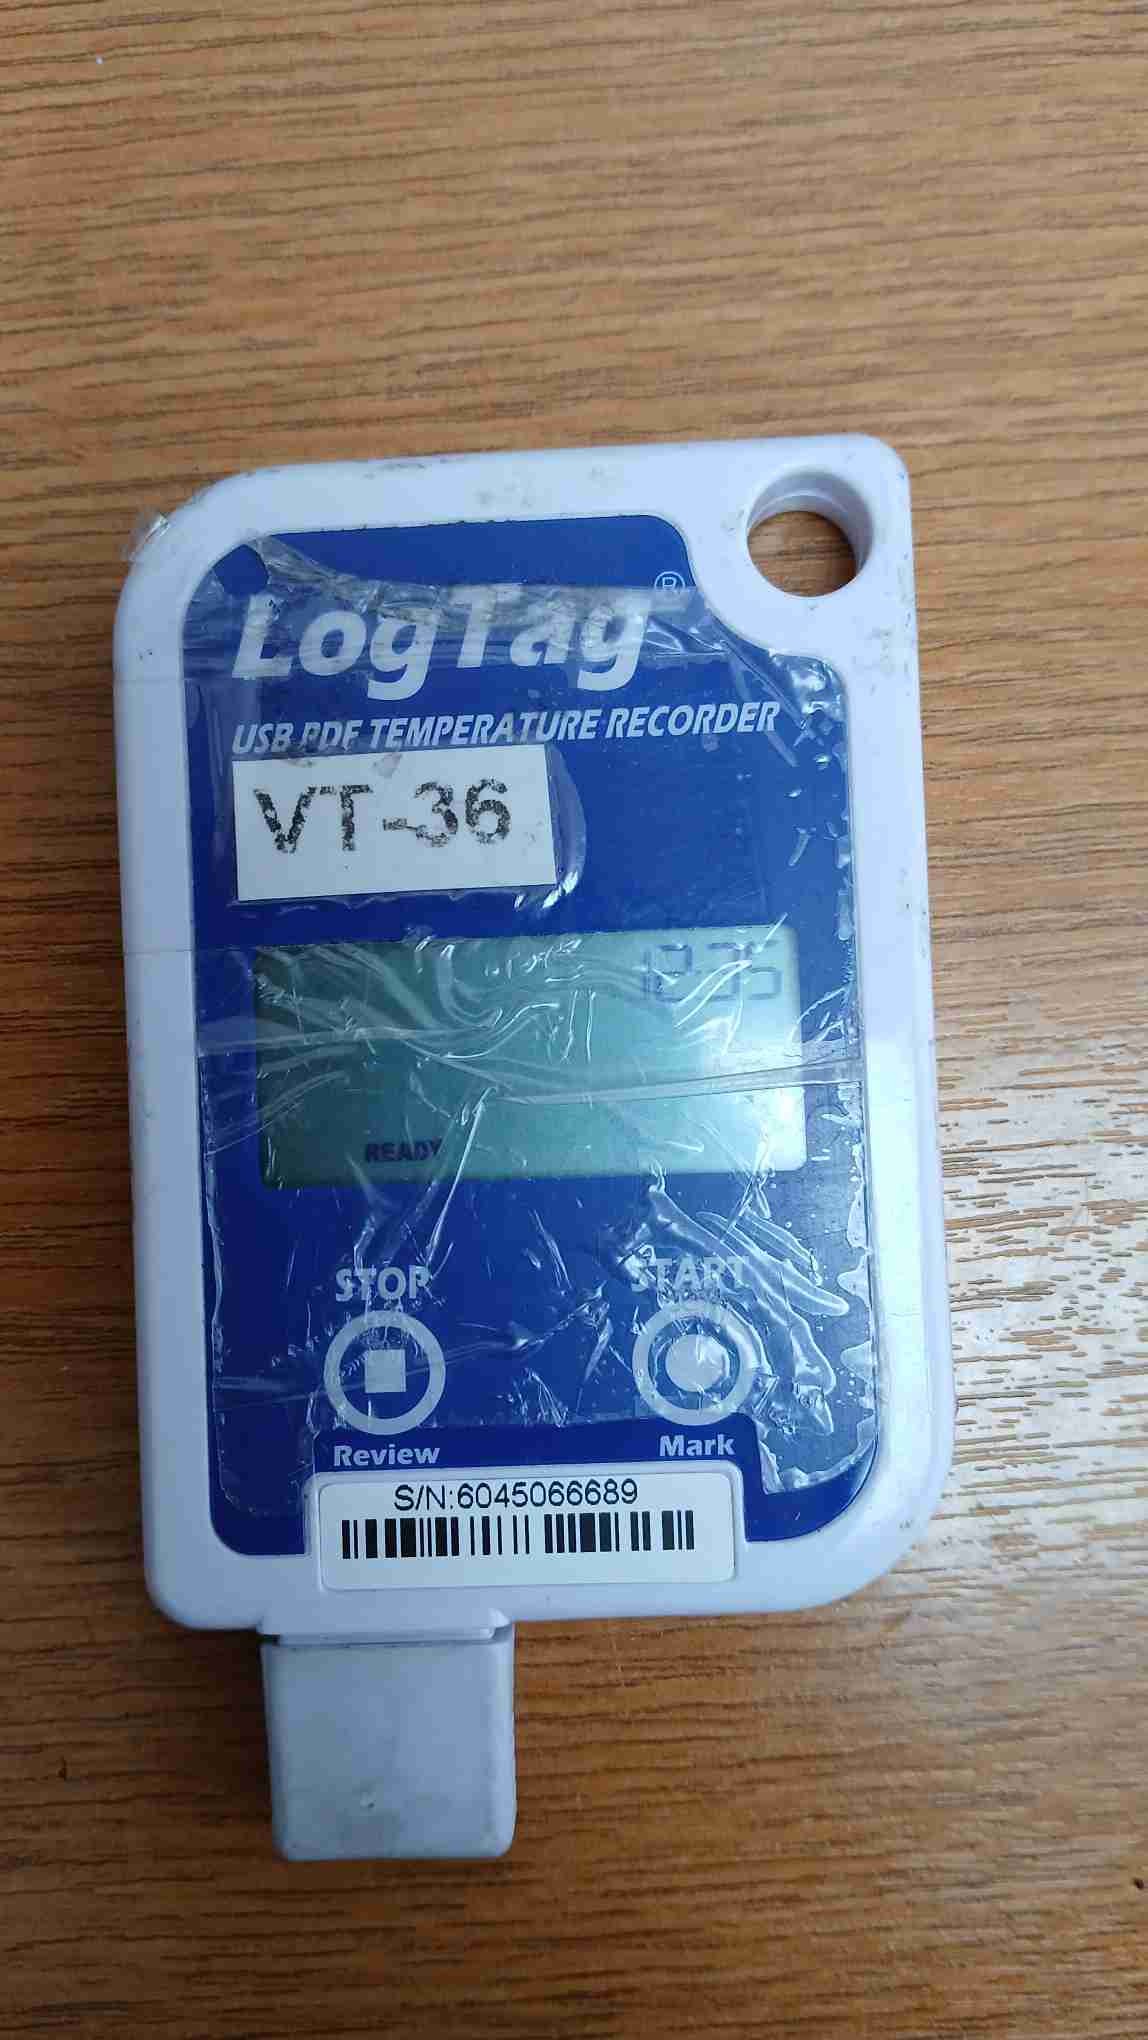 LogTag®
USB PDF TEMPERATURE RECORDER
VT-36
READY
STOP
START
Review
Mark
S/N:6045066689